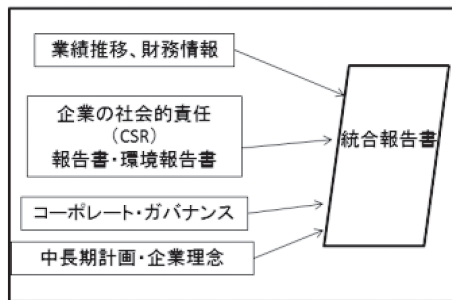 業績推移、財務情報
企業の社会的責任
（CSR）
報告書・環境報告書
統合報告書
コーポレート・ガバナンス
中長期計画・企業理念